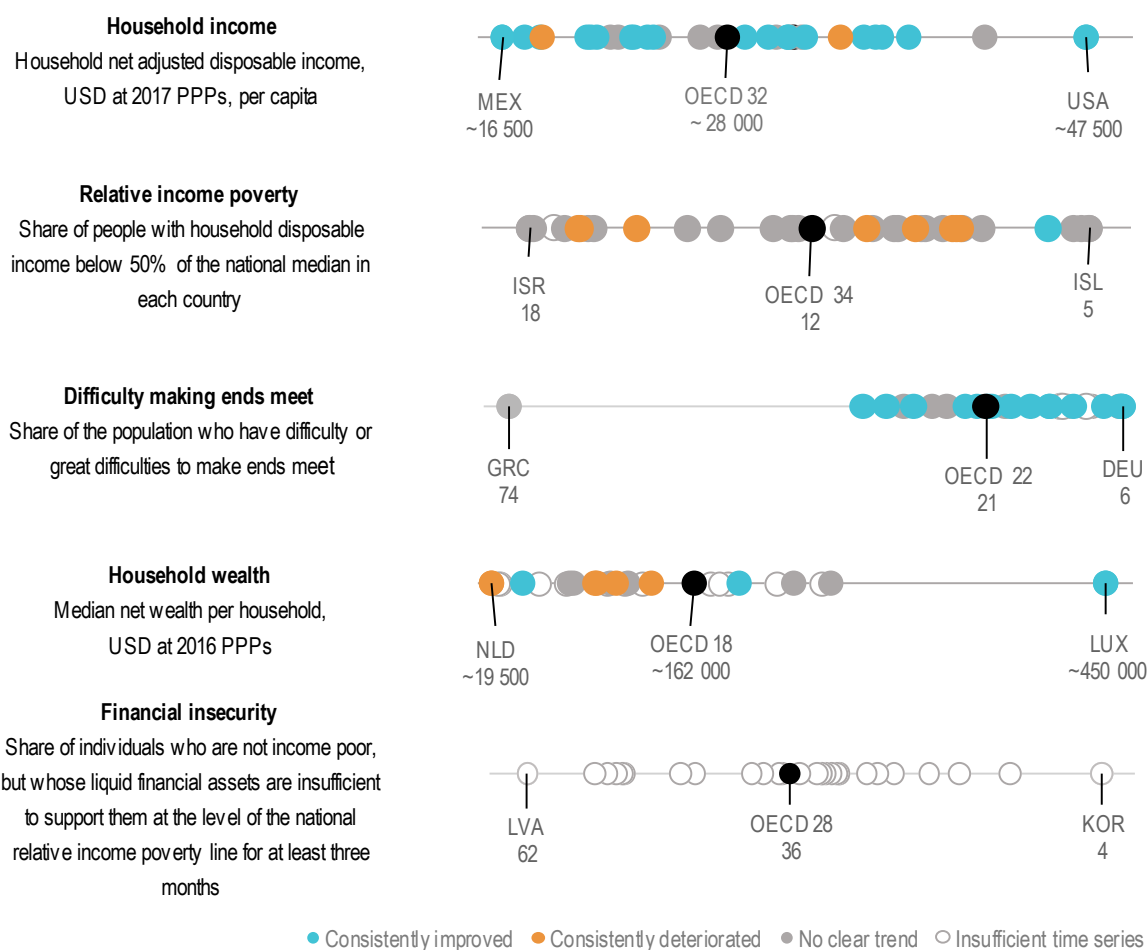 Household income
Household net adjusted disposable income,
USD at 2017 PPPs, per capita
MEX
~16 500
OECD 32
~ 28 000
USA
~47 500
Relative income poverty
Share of people with household disposable
income below 50% of the national median in
each country
ISR
18
OECD 34
12
ISL
5
Difficulty making ends meet
Share of the population who have difficulty or
great difficulties to make ends meet
GRC
74
OECD 22
21
DEU
6
Household wealth
Median net wealth per household,
USD at 2016 PPPs
NLD
~19 500
OECD 18
~162 000
LUX
~450 000
Financial insecurity
Share of individuals who are not income poor,
but whose liquid financial assets are insufficient
to support them at the level of the national
relative income poverty line for at least three
months
LVA
62
OECD 28
36
KOR
4
Consistently improved
Consistently deteriorated
No clear trend
Insufficient time series